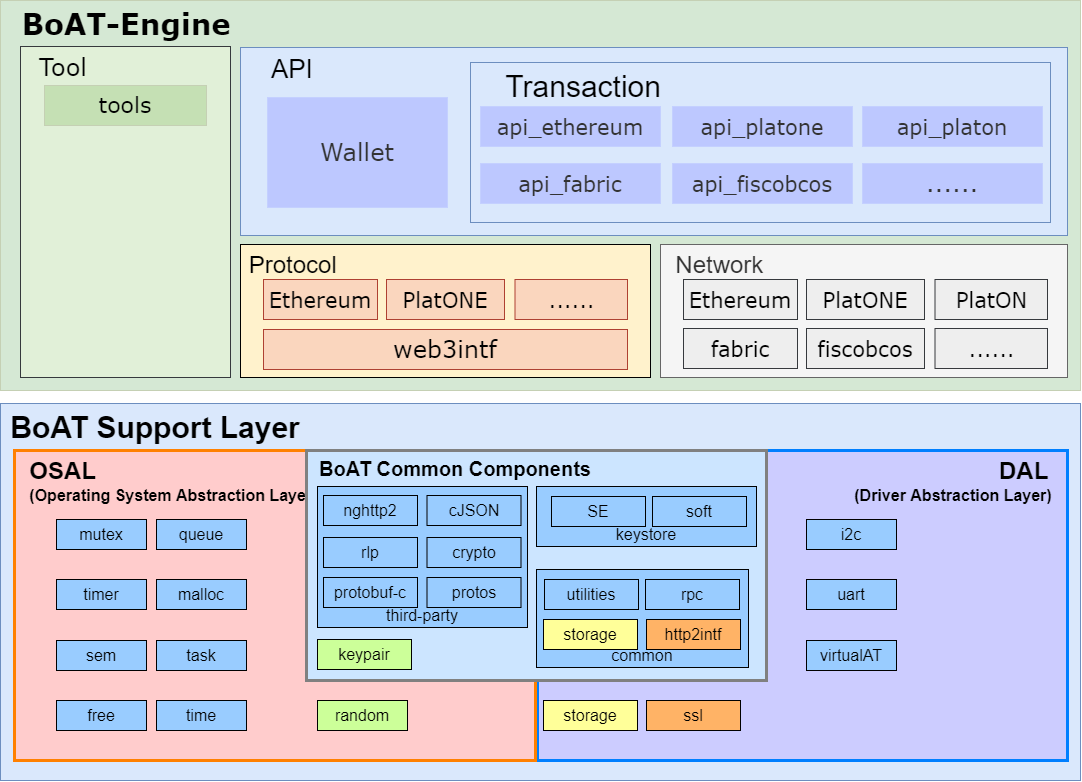 BoAT-Engine
Tool
tools
API
Wallet
Transaction
api_ethereum
api_platone
api_platon
api_fabric
api_fiscobcos
......
Protocol
Ethereum
PlatONE
......
web3intf
Network
Ethereum
PlatONE
PlatON
fabric
fiscobcos
......
BoAT Support Layer
OSAL
(Operating System Abstraction Laye
mutex
queue
timer
malloc
sem
task
free
time
random
BoAT Common Components
nghttp2
cJSON
rlp
crypto
protobuf-c
protos
third-party
keypair
SE
soft
keystore
utilities
rpc
storage
http2intf
common
DAL
(Driver Abstraction Layer)
i2c
uart
virtualAT
storage
ssl